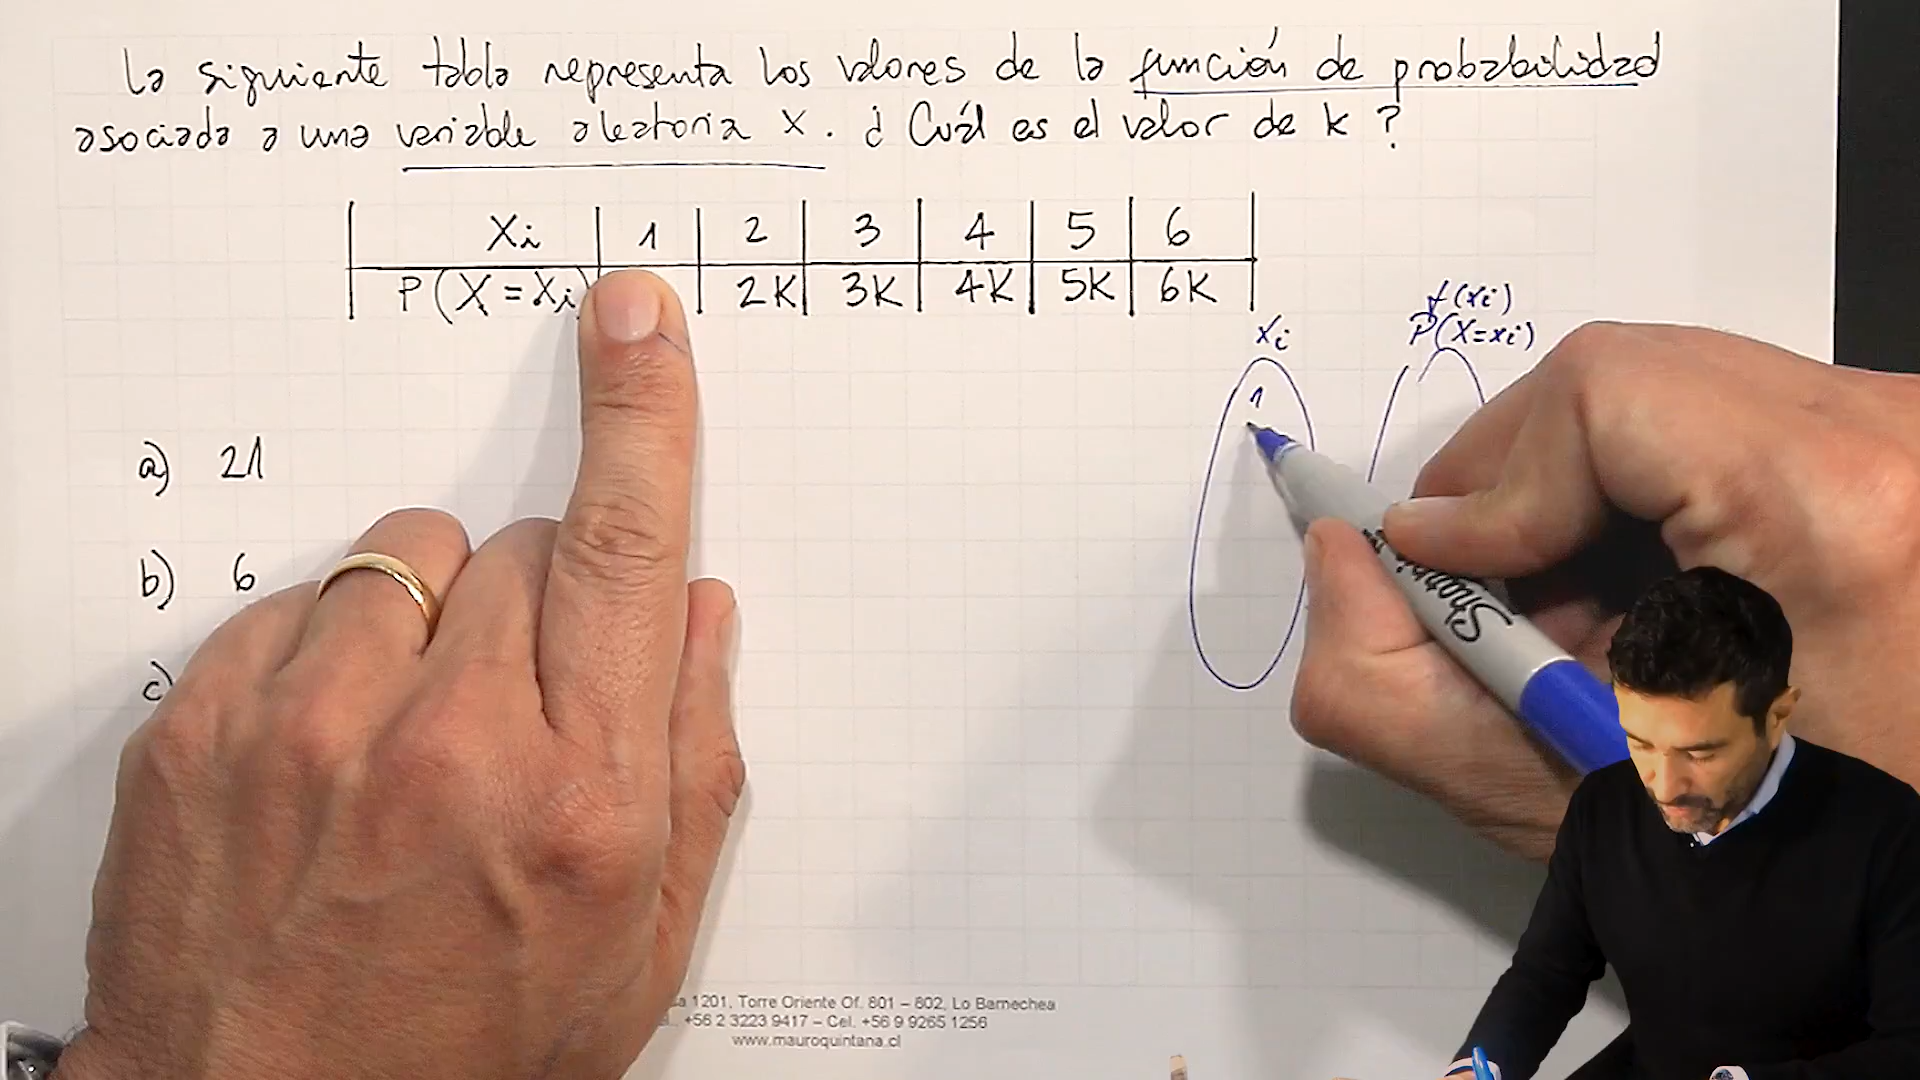 La siguiente tabla representa los valores de la función de probabilidad
asociada a una variable aleatoria X. ¿Cuál es el valor de k?
Xi 1 2 3 4 5 6
P(X=Xi) 2K 3K 4K 5K 6K
f(xi)
xi P(X=xi)
1
a) 21
b) 6
c)
Sharpie
1201, Torre Oriente Of. 801 – 802, Lo Barnechea
+56 2 3223 9417 – Cel. +56 9 9265 1256
www.mauroquintana.cl